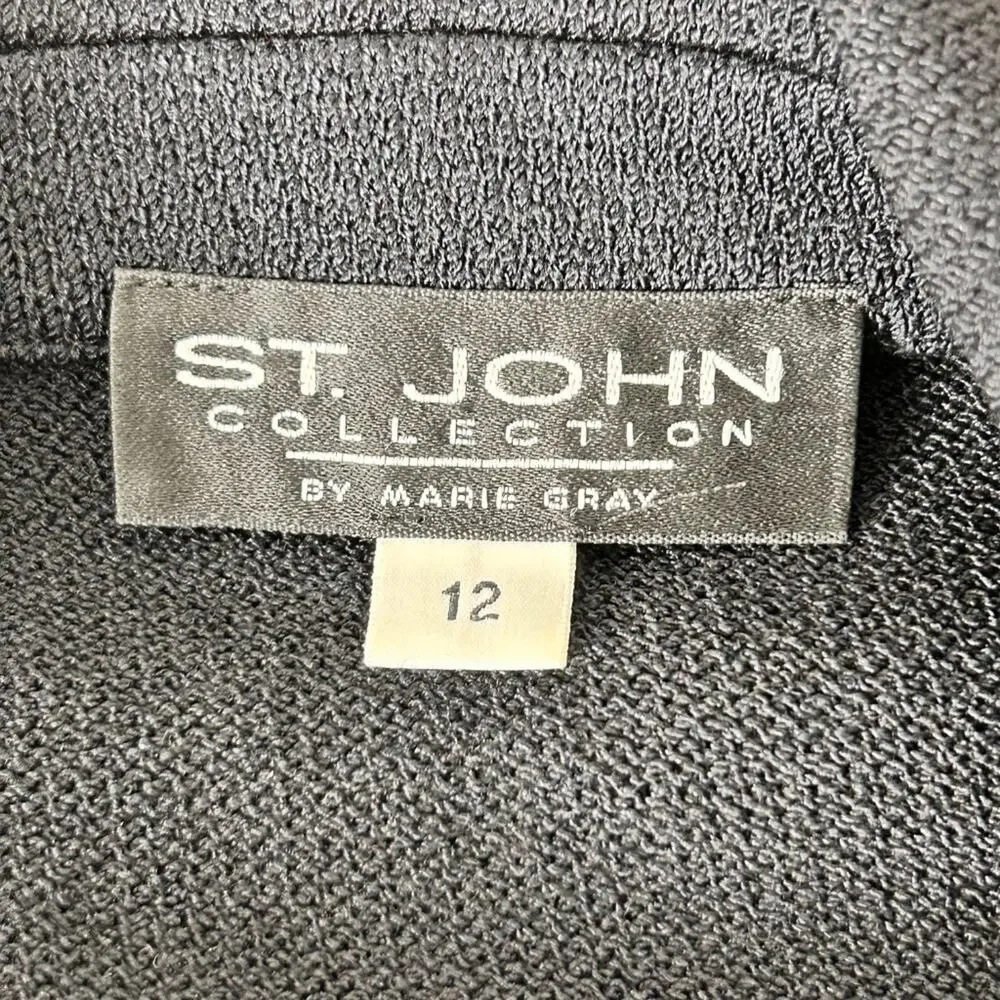 ST. JOHN
COLLECTION
BY MARIE GRAY
12